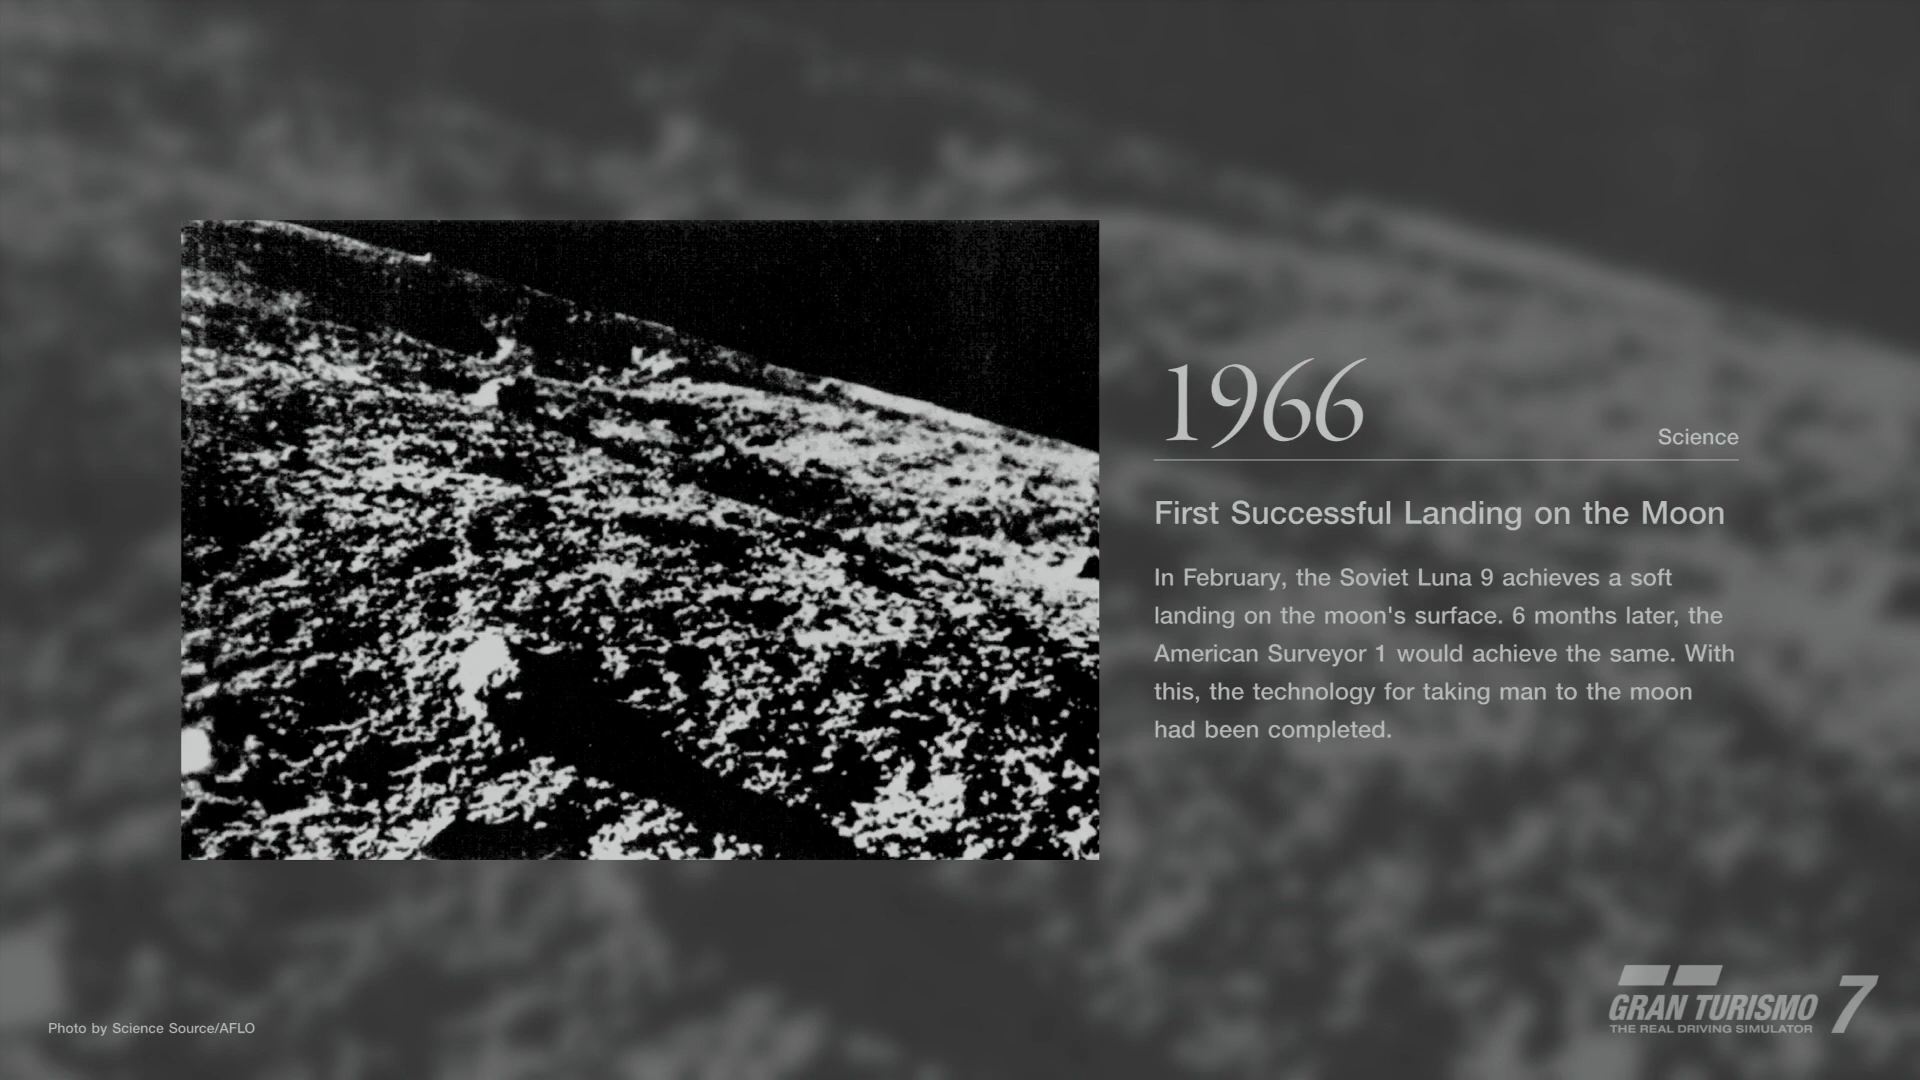 1966
Science
First Successful Landing on the Moon
In February, the Soviet Luna 9 achieves a soft
landing on the moon's surface. 6 months later, the
American Surveyor 1 would achieve the same. With
this, the technology for taking man to the moon
had been completed.
Photo by Science Source/AFLO
GRAN TURISMO 7
THE REAL DRIVING SIMULATOR